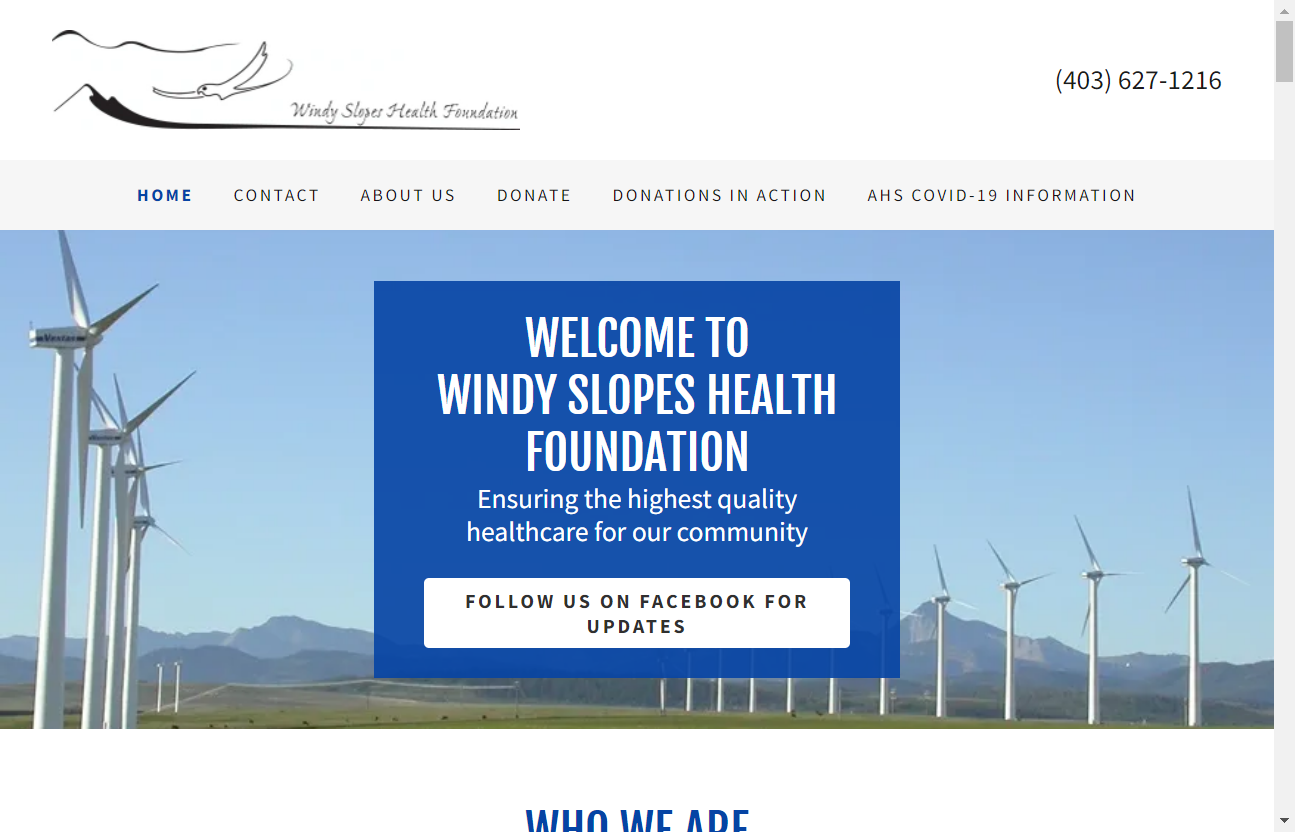 Windy Slopes Health Foundation
(403) 627-1216
HOME CONTACT ABOUT US DONATE DONATIONS IN ACTION AHS COVID-19 INFORMATION
Vestas
WELCOME TO
WINDY SLOPES HEALTH
FOUNDATION
Ensuring the highest quality
healthcare for our community
FOLLOW US ON FACEBOOK FOR
UPDATES
WHO WE ARE